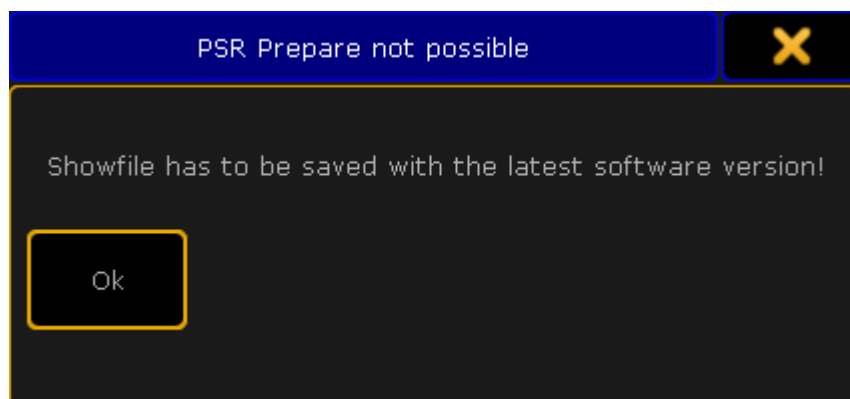 PSR Prepare not possible
Showfile has to be saved with the latest software version!
Ok